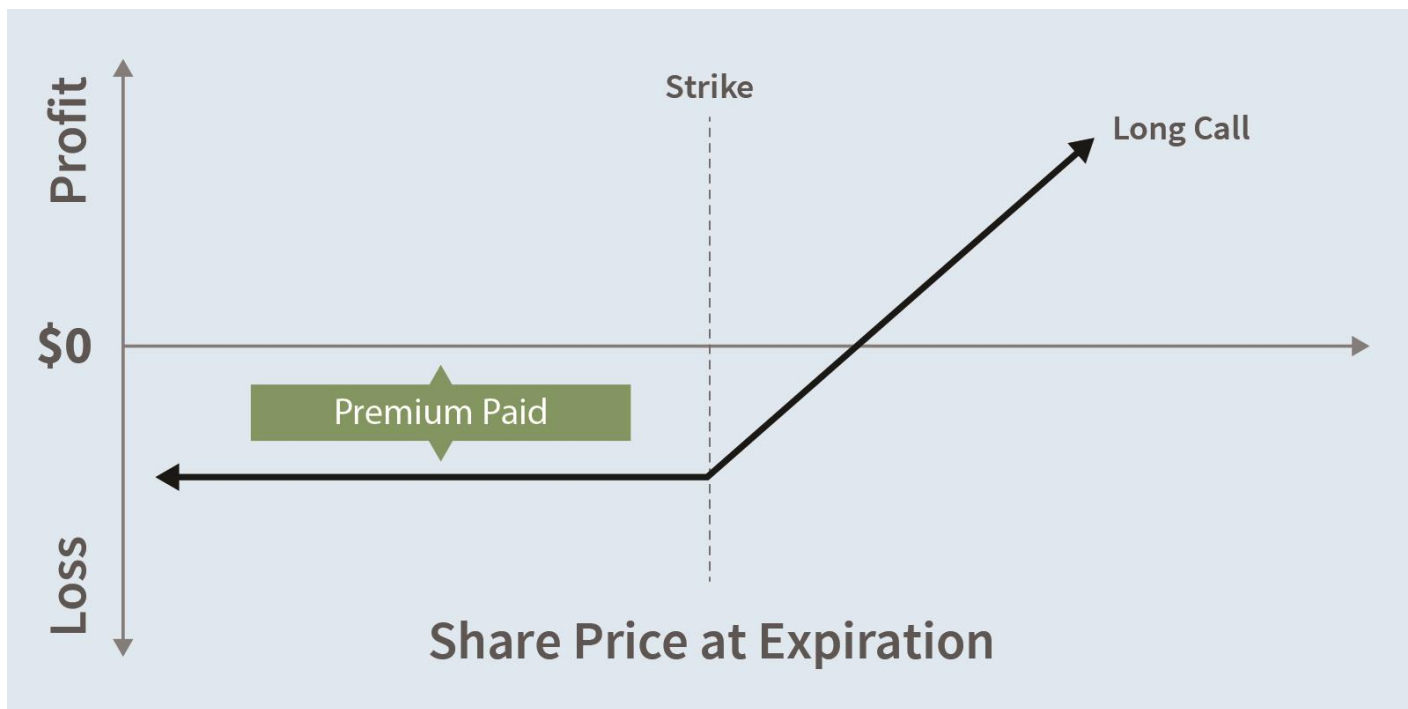 Profit
Strike
Long Call
$0
Premium Paid
Loss
Share Price at Expiration